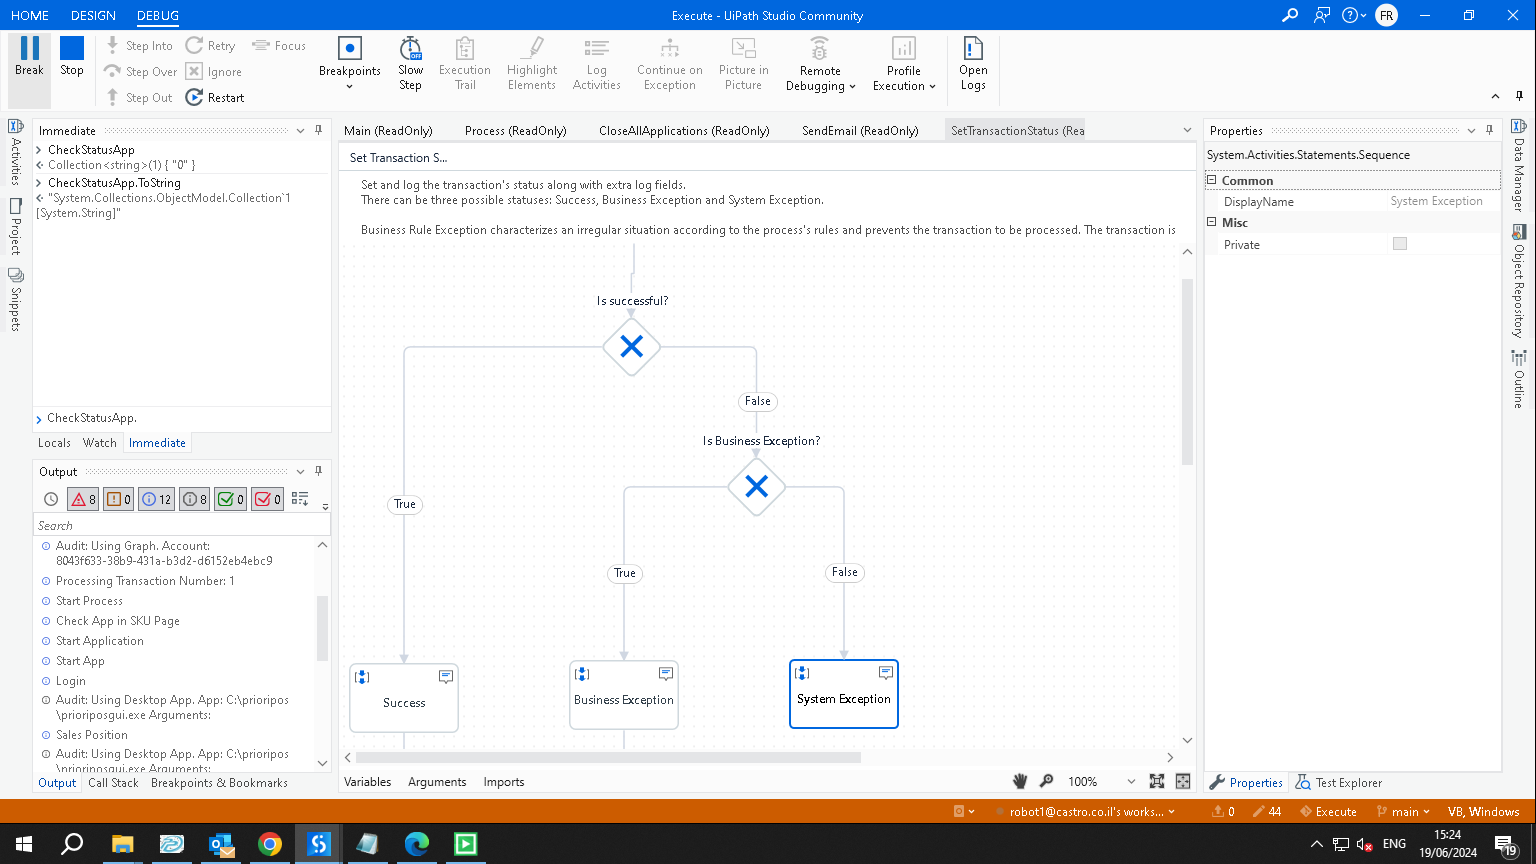 HOME DESIGN DEBUG
Execute - UiPath Studio Community
FR
Break
Stop
Step Into
Step Over
Step Out
Retry
Ignore
Restart
Focus
Breakpoints
Slow
Step
Execution
Trail
Highlight
Elements
Log
Activities
Continue on
Exception
Picture in
Picture
Remote
Debugging
Profile
Execution
Open
Logs
Activities
Project
Snippets
Immediate
CheckStatusApp
Collection<string>(1) { "0" }
CheckStatusApp.ToString
"System.Collections.ObjectModel.Collection`1
[System.String]"
CheckStatusApp.
Locals Watch Immediate
Output
8 0 12 8 0 0
Search
Audit: Using Graph. Account:
8043f633-38b9-431a-b3d2-d6152eb4ebc9
Processing Transaction Number: 1
Start Process
Check App in SKU Page
Start Application
Start App
Login
Audit: Using Desktop App. App: C:\prioripos
\prioriposgui.exe Arguments:
Sales Position
Audit: Using Desktop App. App: C:\prioripos
\prioriposgui.exe Arguments:
Output Call Stack Breakpoints & Bookmarks
Main (ReadOnly) Process (ReadOnly) CloseAllApplications (ReadOnly) SendEmail (ReadOnly) SetTransactionStatus (Rea
Set Transaction S...
Set and log the transaction's status along with extra log fields.
There can be three possible statuses: Success, Business Exception and System Exception.
Business Rule Exception characterizes an irregular situation according to the process's rules and prevents the transaction to be processed. The transaction is
Is successful?
False
Is Business Exception?
True
True
False
Success
Business Exception
System Exception
Variables Arguments Imports
100%
Properties
System.Activities.Statements.Sequence
Common
DisplayName System Exception
Misc
Private
Properties Test Explorer
Data Manager
Object Repository
Outline
robot1@castro.co.il's works... 0 44 Execute main VB, Windows
ENG
15:24
19/06/2024
19